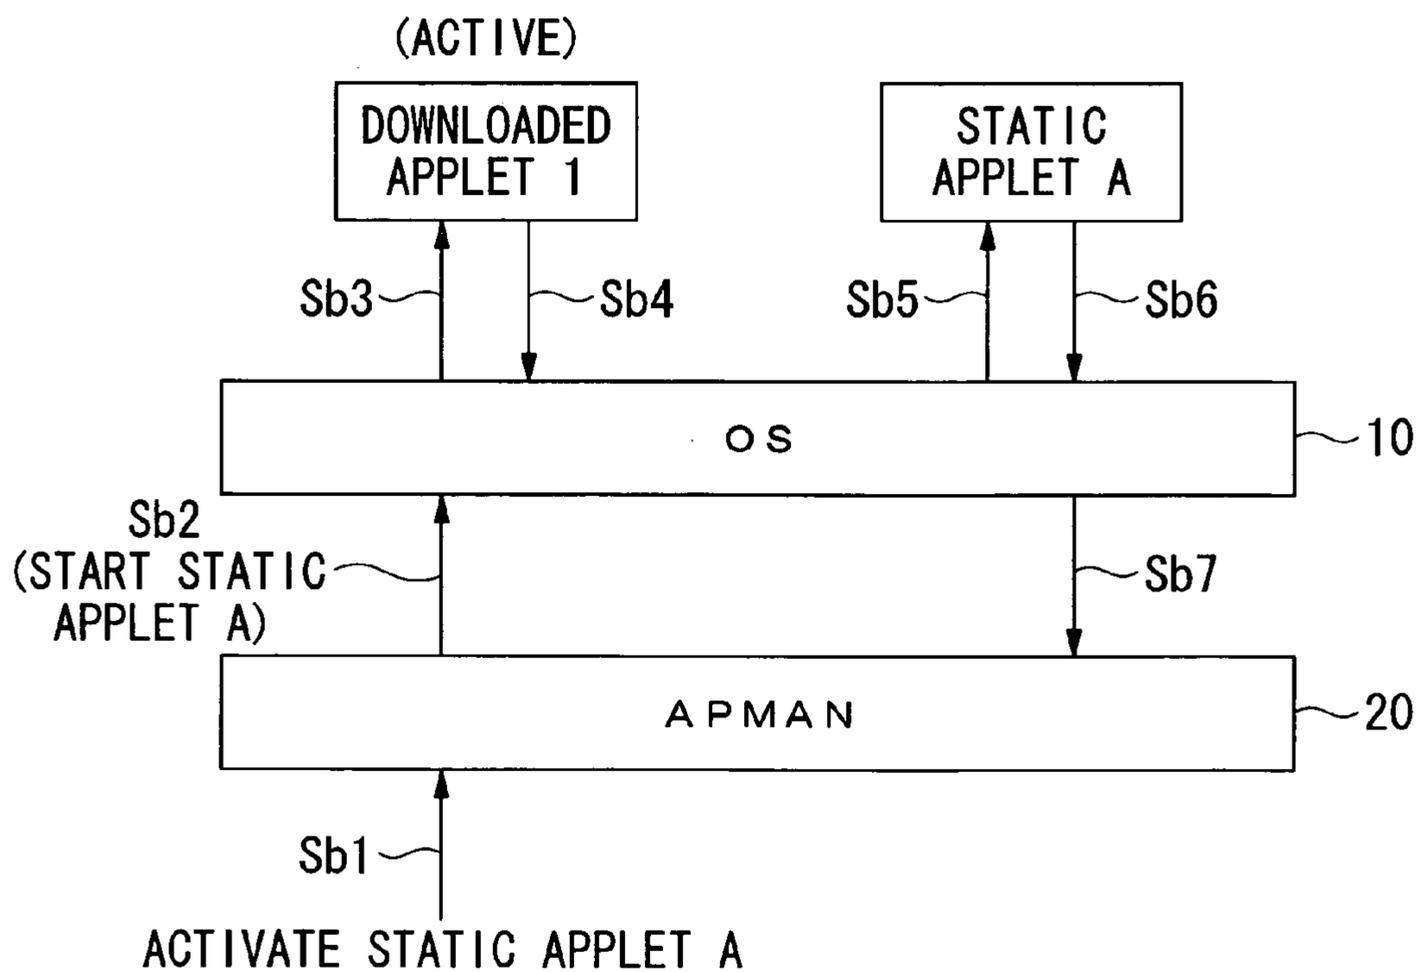 (ACTIVE)
DOWNLOADED
APPLET 1
STATIC
APPLET A
Sb3
Sb4
Sb5
Sb6
OS
10
Sb2
(START STATIC
APPLET A)
Sb7
APMAN
20
Sb1
ACTIVATE STATIC APPLET A